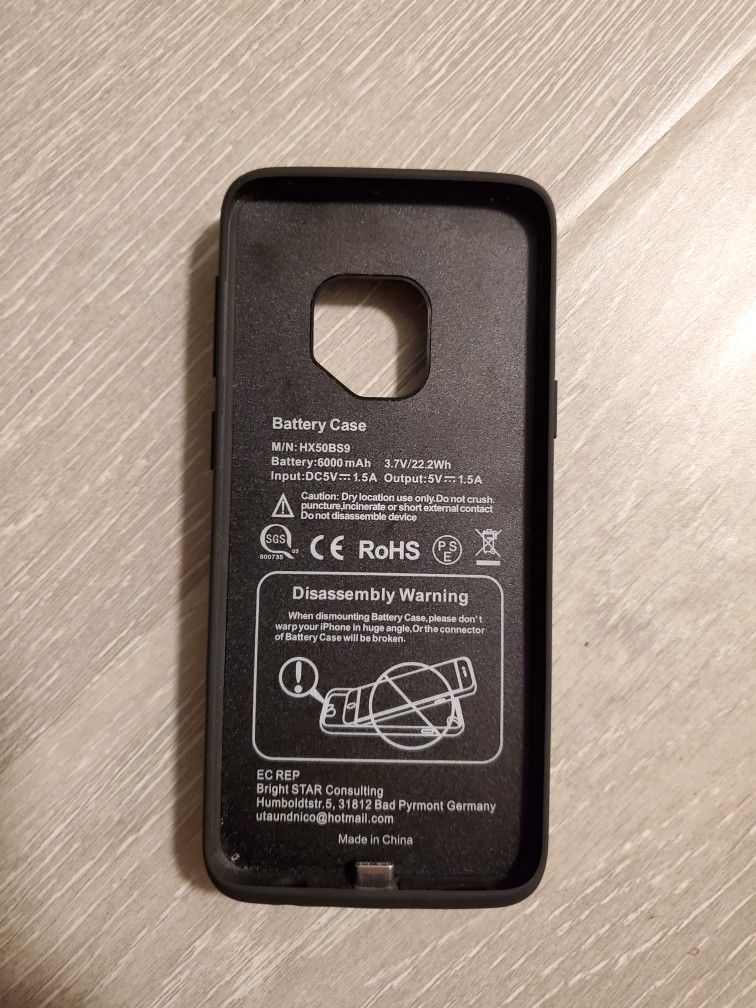 Battery Case
M/N: HX50BS9
Battery:6000 mAh 3.7V/22.2Wh
Input:DC5V⎓1.5A Output:5V⎓1.5A
Caution: Dry location use only.Do not crush.
puncture,incinerate or short external contact
Do not disassemble device
SGS us
800735
CE RoHS PSE
Disassembly Warning
When dismounting Battery Case,please don't
warp your iPhone in huge angle,Or the connector
of Battery Case will be broken.
!
EC REP
Bright STAR Consulting
Humboldtstr.5, 31812 Bad Pyrmont Germany
utaundnico@hotmail.com
Made in China